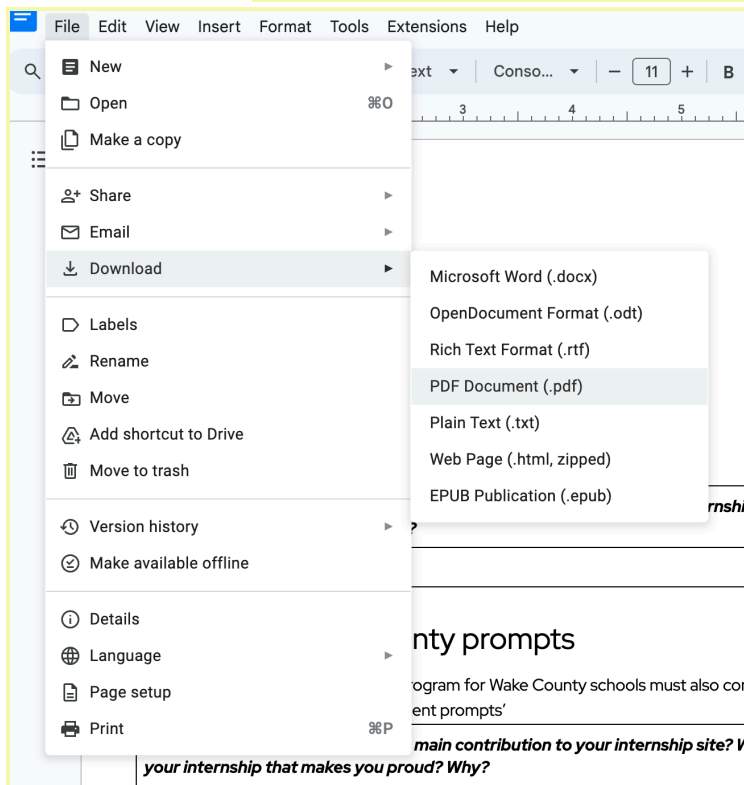 File Edit View Insert Format Tools Extensions Help
New
Open ⌘O
Make a copy
Share
Email
Download
Labels
Rename
Move
Add shortcut to Drive
Move to trash
Version history
Make available offline
Details
Language
Page setup
Print ⌘P
Microsoft Word (.docx)
OpenDocument Format (.odt)
Rich Text Format (.rtf)
PDF Document (.pdf)
Plain Text (.txt)
Web Page (.html, zipped)
EPUB Publication (.epub)
Conso... − 11 + B
3 4 5
?
prompts
for Wake County schools must also
prompts’
main contribution to your internship site?
your internship that makes you proud? Why?